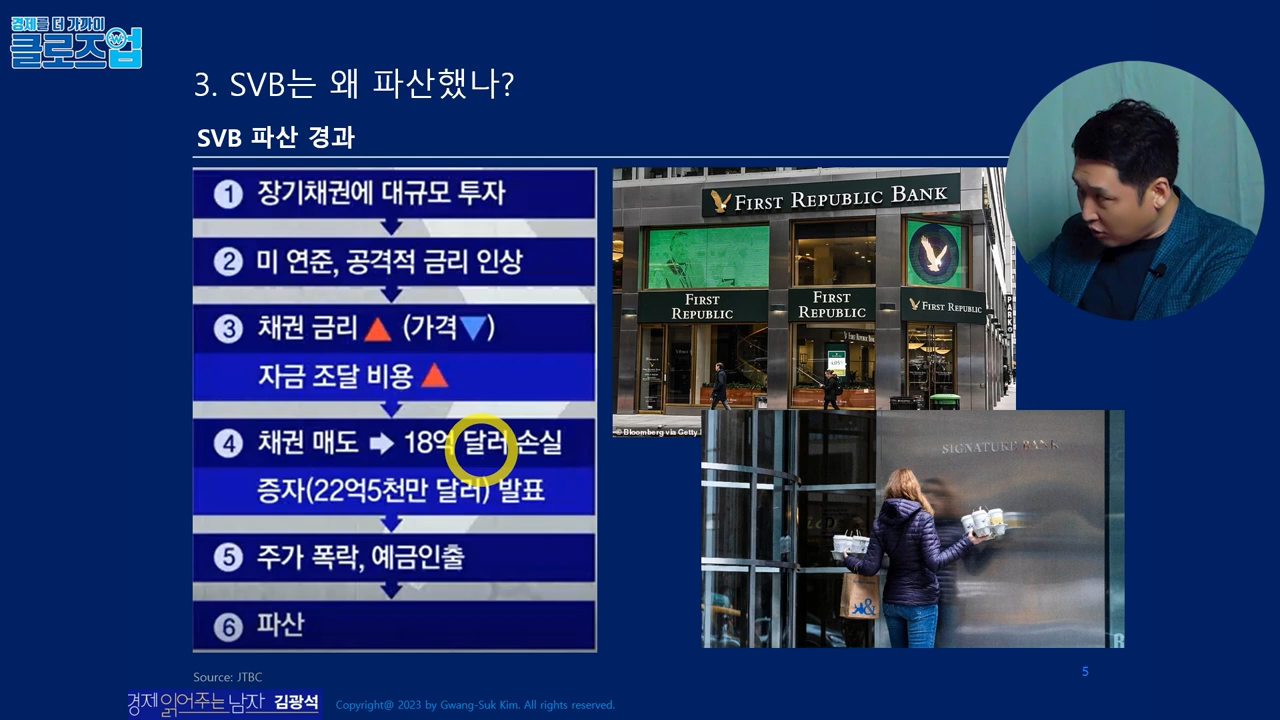 경제를 더 가까이
클로즈업
3. SVB는 왜 파산했나?
SVB 파산 경과
1 장기채권에 대규모 투자
2 미 연준, 공격적 금리 인상
3 채권 금리▲ (가격▼)
자금 조달 비용▲
4 채권 매도 ➡ 18억 달러 손실
증자(22억5천만 달러) 발표
5 주가 폭락, 예금인출
6 파산
FIRST REPUBLIC BANK
FIRST
REPUBLIC
FIRST
REPUBLIC
FIRST REPUBLIC
© Bloomberg via Getty
SIGNATURE BANK
Source: JTBC
5
경제 읽어주는 남자 김광석
Copyright@ 2023 by Gwang-Suk Kim. All rights reserved.